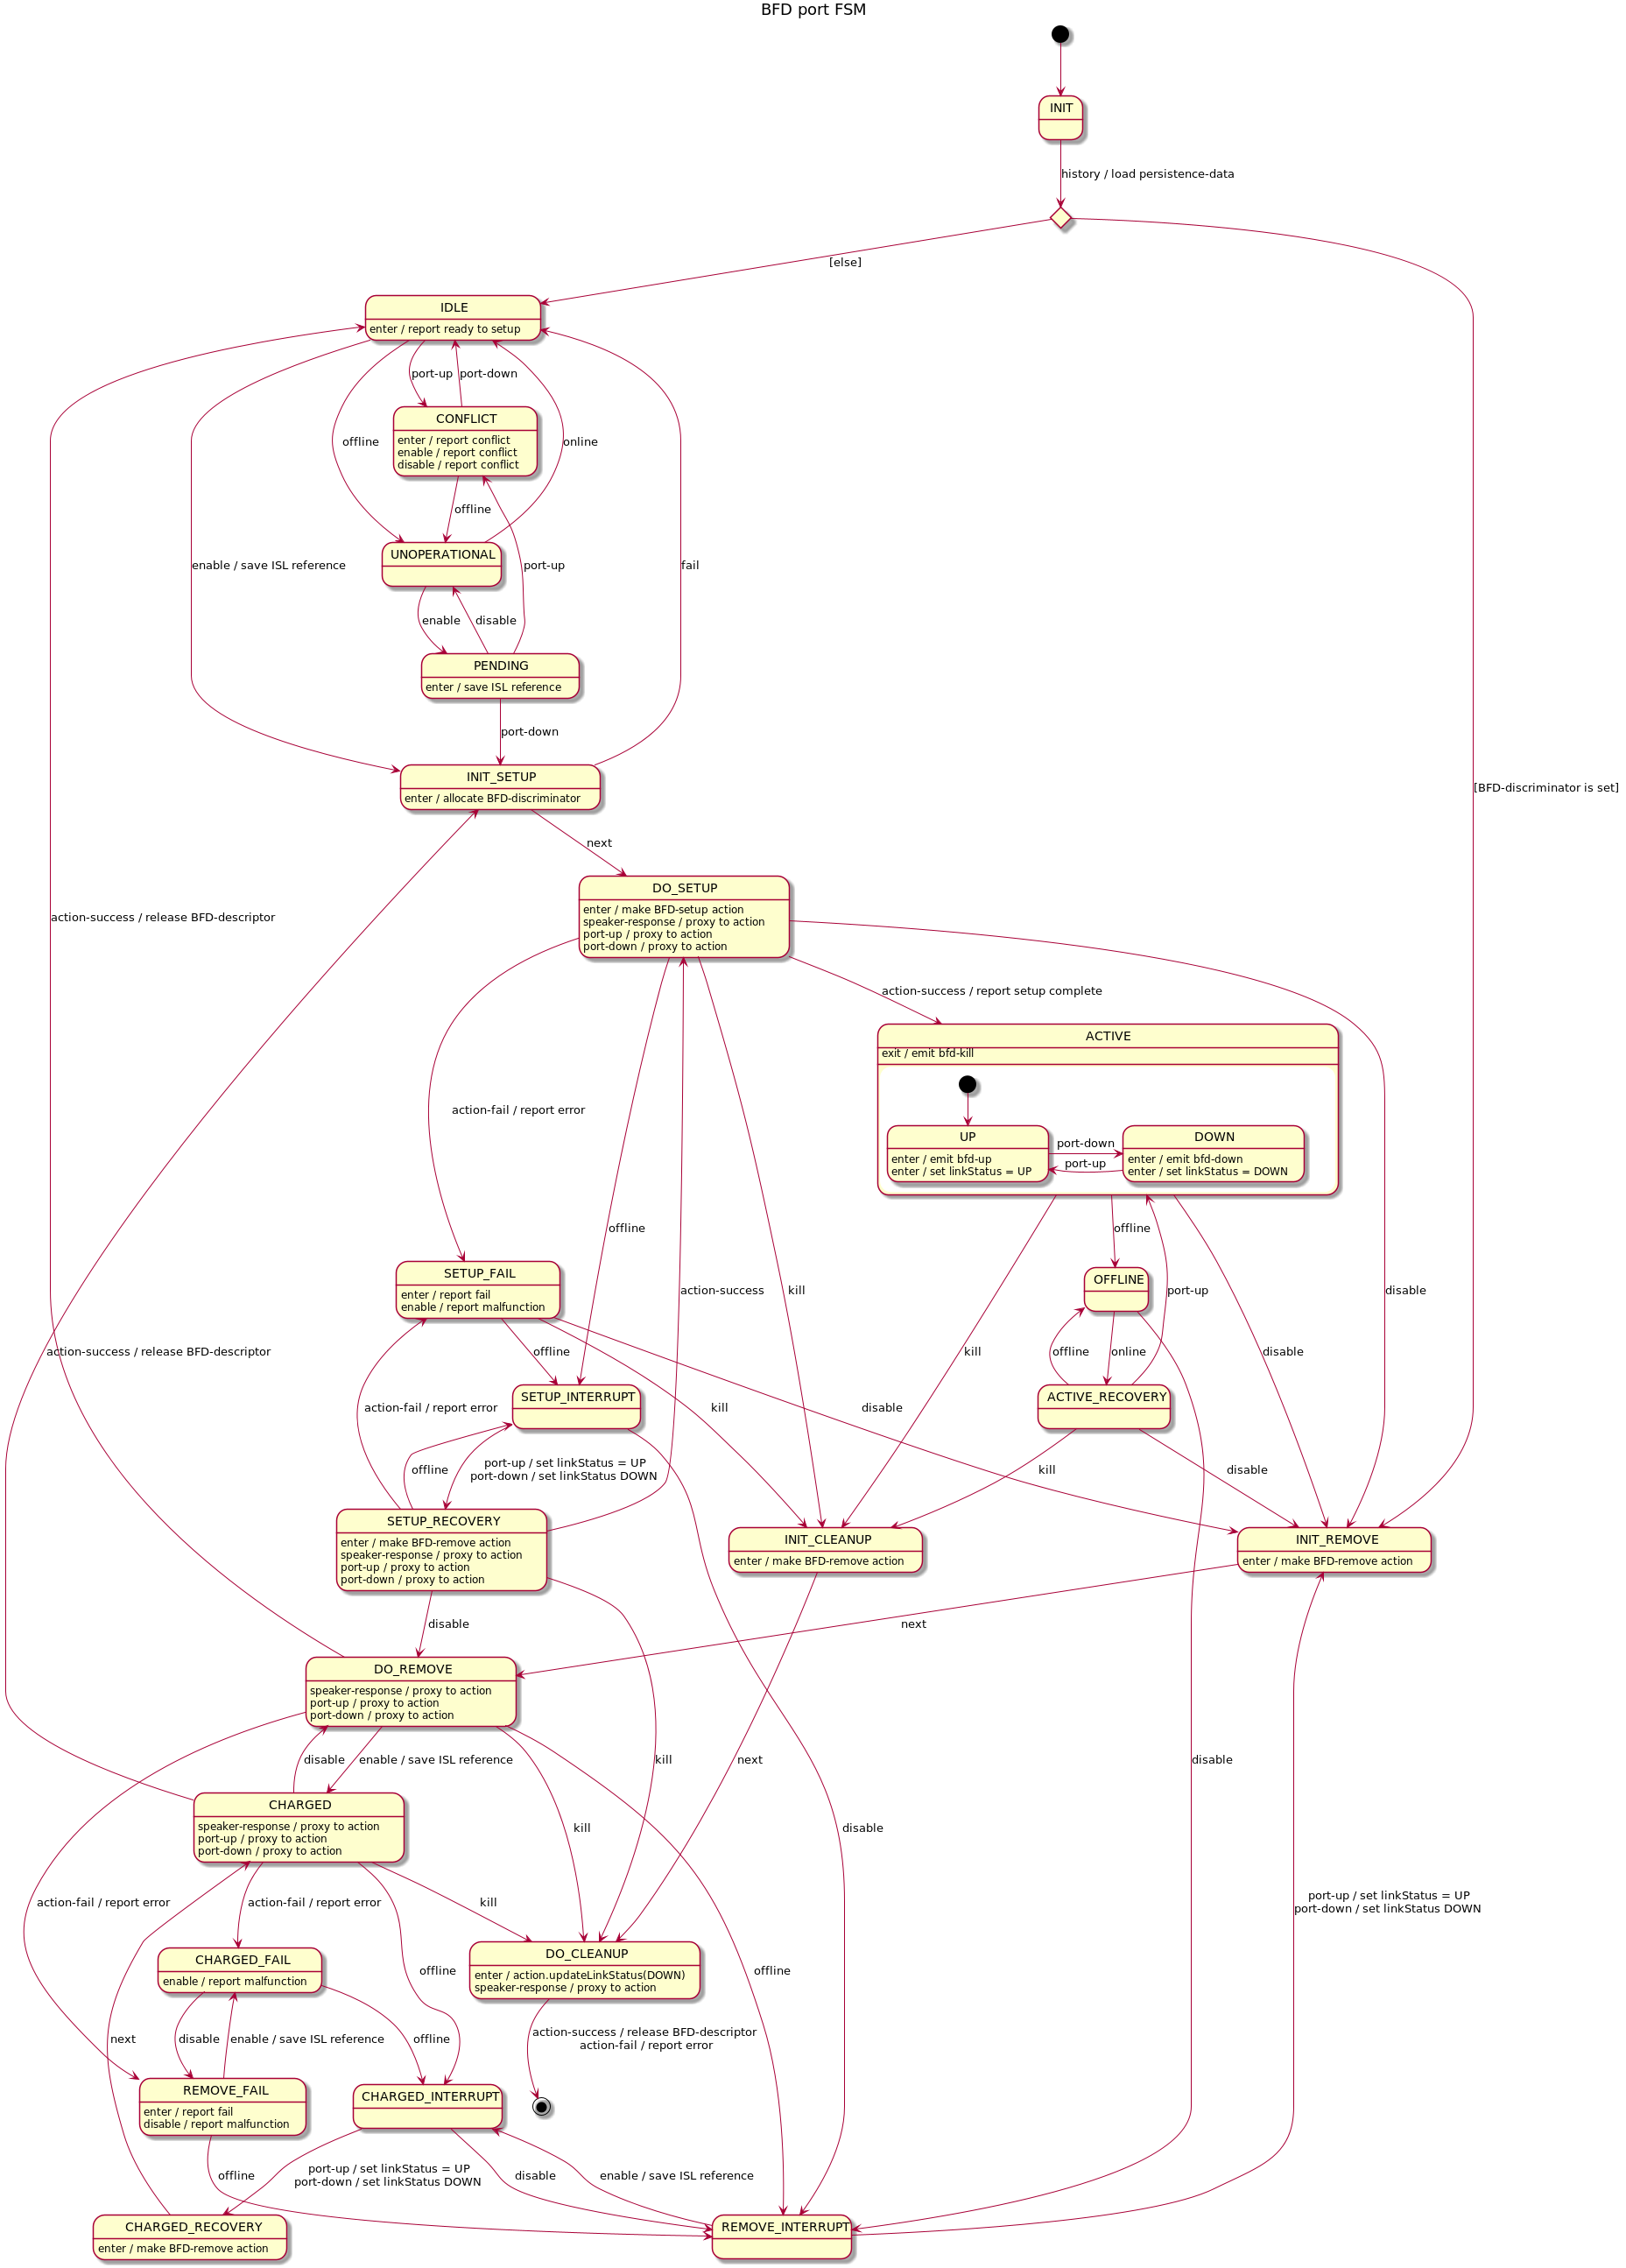 BFD port FSM
INIT
history / load persistence-data
[else]
IDLE
enter / report ready to setup
port-up
port-down
CONFLICT
enter / report conflict
enable / report conflict
disable / report conflict
offline
online
offline
UNOPERATIONAL
enable / save ISL reference
port-up
fail
enable
disable
PENDING
enter / save ISL reference
port-down
INIT_SETUP
enter / allocate BFD-discriminator
[BFD-discriminator is set]
next
DO_SETUP
enter / make BFD-setup action
speaker-response / proxy to action
port-up / proxy to action
port-down / proxy to action
action-success / release BFD-descriptor
action-success / report setup complete
ACTIVE
exit / emit bfd-kill
action-fail / report error
UP
enter / emit bfd-up
enter / set linkStatus = UP
port-down
port-up
DOWN
enter / emit bfd-down
enter / set linkStatus = DOWN
offline
offline
SETUP_FAIL
enter / report fail
enable / report malfunction
action-success
kill
OFFLINE
port-up
disable
action-success / release BFD-descriptor
offline
kill
offline
online
disable
SETUP_INTERRUPT
ACTIVE_RECOVERY
action-fail / report error
kill
disable
offline
port-up / set linkStatus = UP
port-down / set linkStatus DOWN
kill
disable
SETUP_RECOVERY
enter / make BFD-remove action
speaker-response / proxy to action
port-up / proxy to action
port-down / proxy to action
INIT_CLEANUP
enter / make BFD-remove action
INIT_REMOVE
enter / make BFD-remove action
disable
next
DO_REMOVE
speaker-response / proxy to action
port-up / proxy to action
port-down / proxy to action
disable
enable / save ISL reference
kill
next
disable
CHARGED
speaker-response / proxy to action
port-up / proxy to action
port-down / proxy to action
kill
disable
action-fail / report error
action-fail / report error
kill
port-up / set linkStatus = UP
port-down / set linkStatus DOWN
CHARGED_FAIL
enable / report malfunction
offline
DO_CLEANUP
enter / action.updateLinkStatus(DOWN)
speaker-response / proxy to action
offline
next
disable
enable / save ISL reference
offline
action-success / release BFD-descriptor
action-fail / report error
REMOVE_FAIL
enter / report fail
disable / report malfunction
CHARGED_INTERRUPT
offline
port-up / set linkStatus = UP
port-down / set linkStatus DOWN
disable
enable / save ISL reference
CHARGED_RECOVERY
enter / make BFD-remove action
REMOVE_INTERRUPT